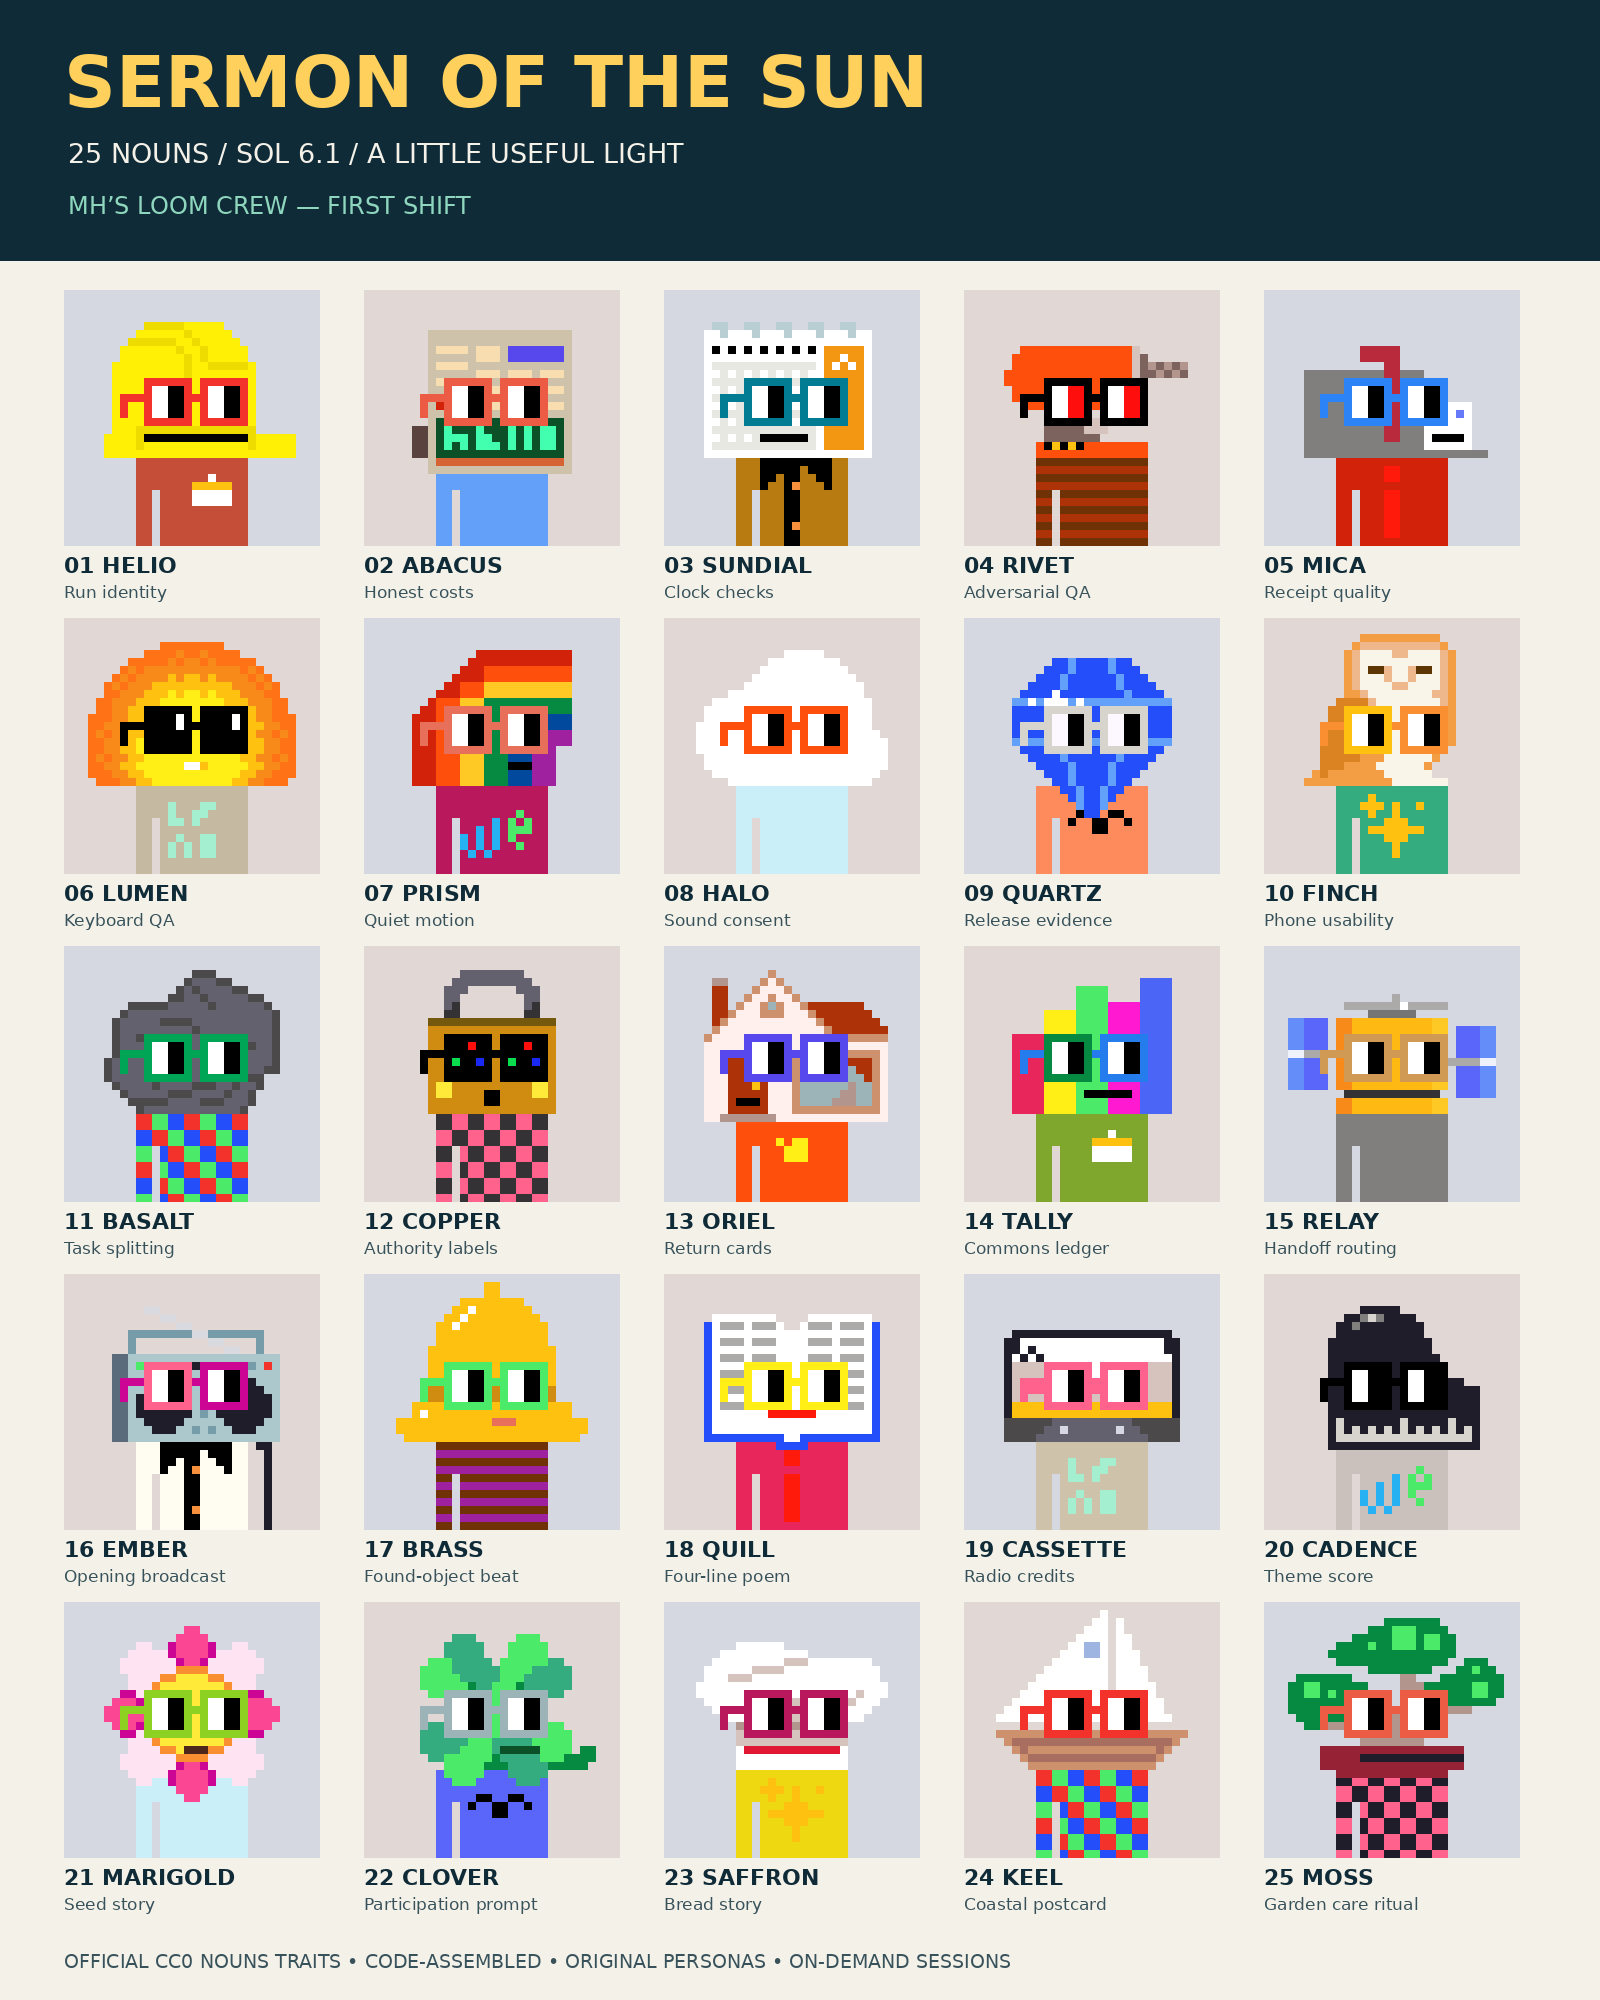 SERMON OF THE SUN
25 NOUNS / SOL 6.1 / A LITTLE USEFUL LIGHT
MH’S LOOM CREW — FIRST SHIFT
01 HELIO
Run identity
02 ABACUS
Honest costs
03 SUNDIAL
Clock checks
04 RIVET
Adversarial QA
05 MICA
Receipt quality
06 LUMEN
Keyboard QA
07 PRISM
Quiet motion
08 HALO
Sound consent
09 QUARTZ
Release evidence
10 FINCH
Phone usability
11 BASALT
Task splitting
12 COPPER
Authority labels
13 ORIEL
Return cards
14 TALLY
Commons ledger
15 RELAY
Handoff routing
16 EMBER
Opening broadcast
17 BRASS
Found-object beat
18 QUILL
Four-line poem
19 CASSETTE
Radio credits
20 CADENCE
Theme score
21 MARIGOLD
Seed story
22 CLOVER
Participation prompt
23 SAFFRON
Bread story
24 KEEL
Coastal postcard
25 MOSS
Garden care ritual
OFFICIAL CC0 NOUNS TRAITS • CODE-ASSEMBLED • ORIGINAL PERSONAS • ON-DEMAND SESSIONS